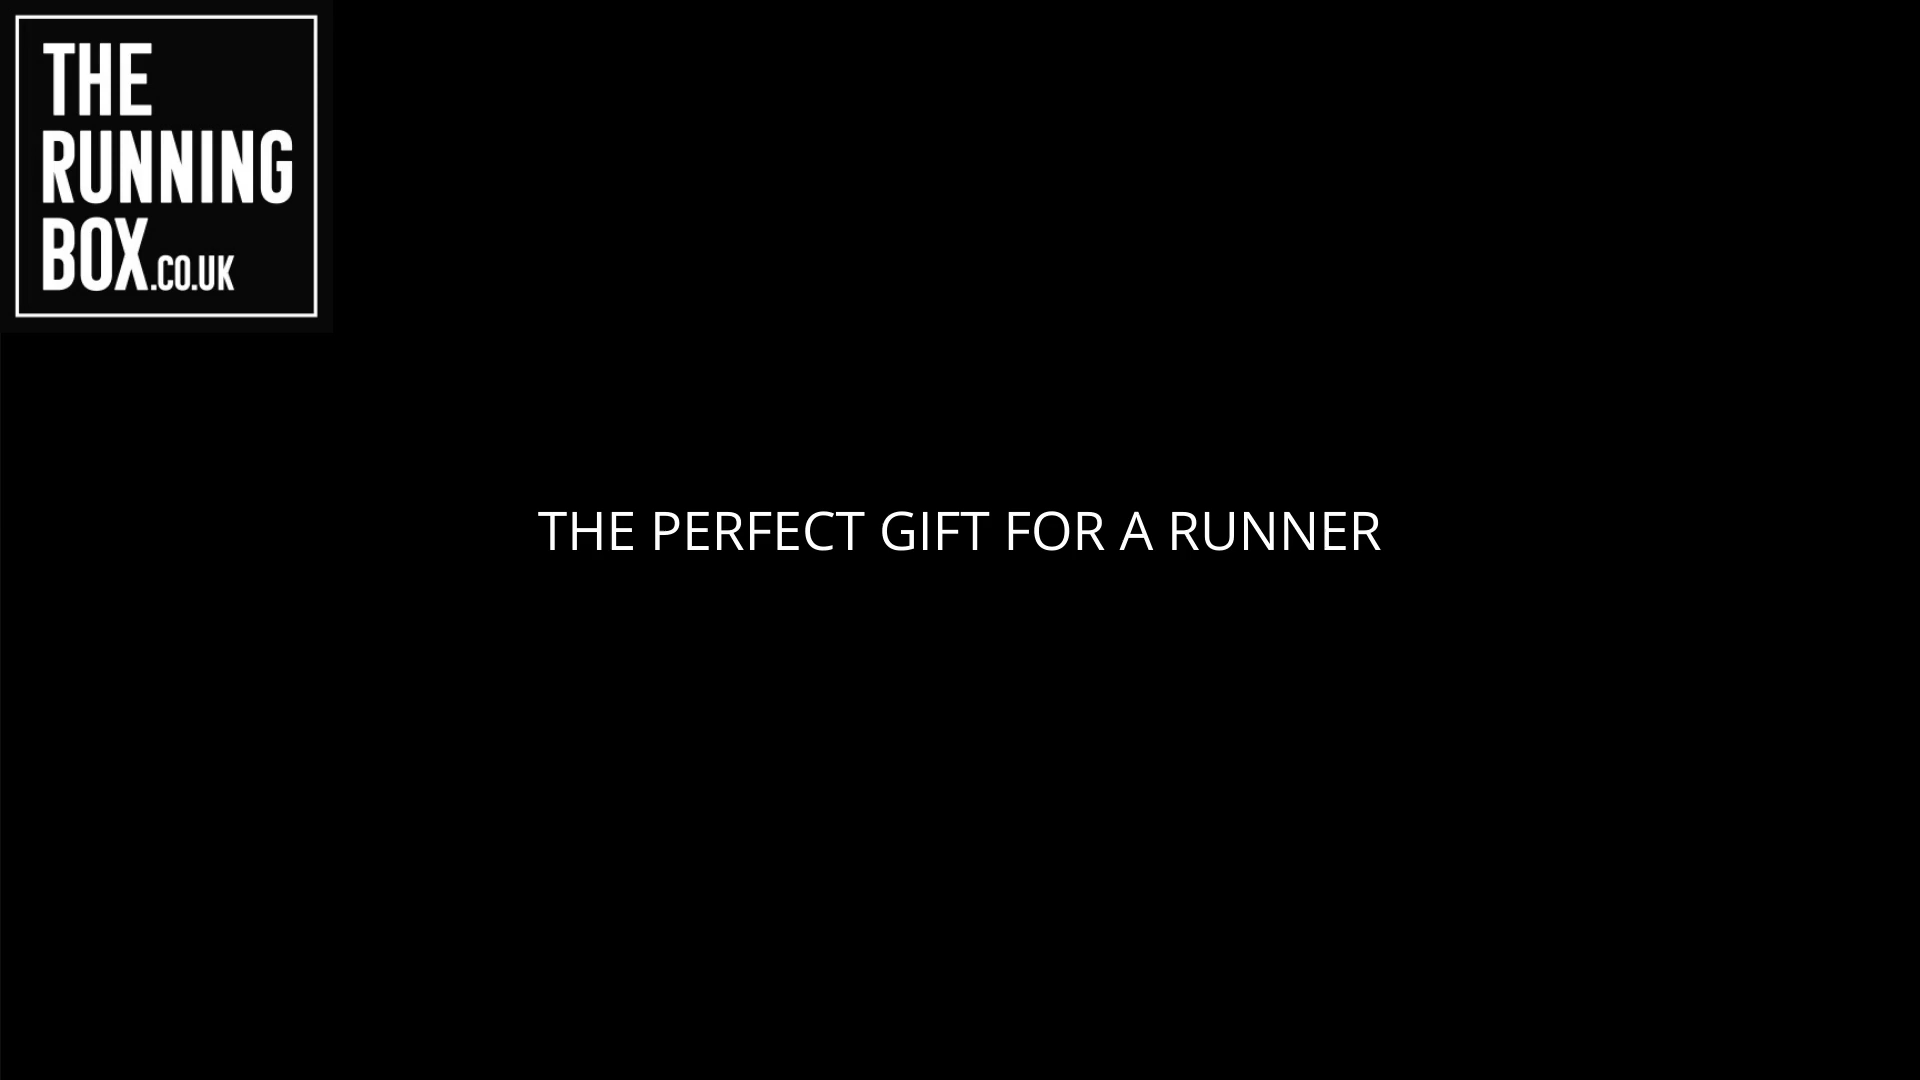 THE
RUNNING
BOX.CO.UK
THE PERFECT GIFT FOR A RUNNER